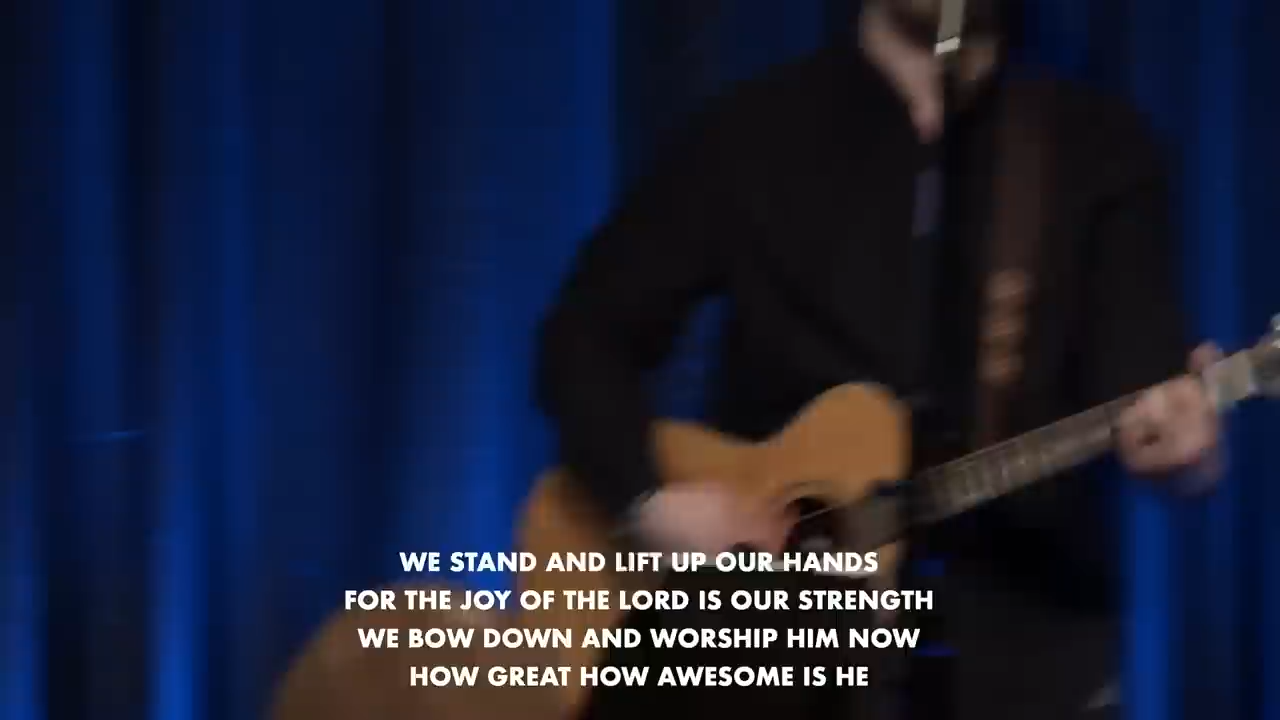 WE STAND AND LIFT UP OUR HANDS
FOR THE JOY OF THE LORD IS OUR STRENGTH
WE BOW DOWN AND WORSHIP HIM NOW
HOW GREAT HOW AWESOME IS HE